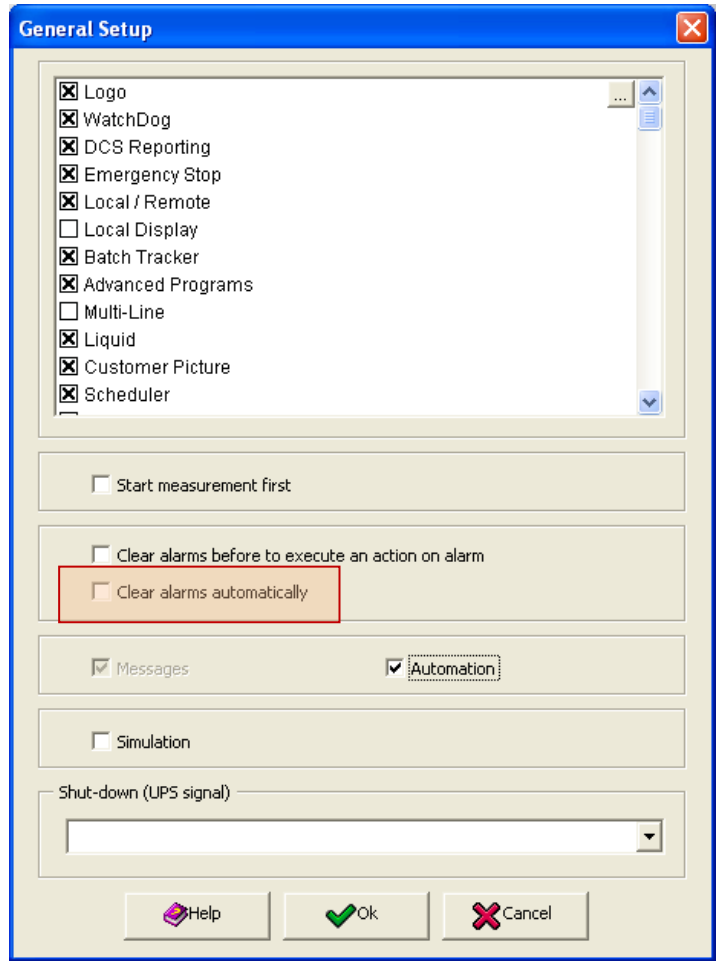 General Setup
Logo
...
WatchDog
DCS Reporting
Emergency Stop
Local / Remote
Local Display
Batch Tracker
Advanced Programs
Multi-Line
Liquid
Customer Picture
Scheduler
Start measurement first
Clear alarms before to execute an action on alarm
Clear alarms automatically
Messages Automation
Simulation
Shut-down (UPS signal)
Help Ok Cancel